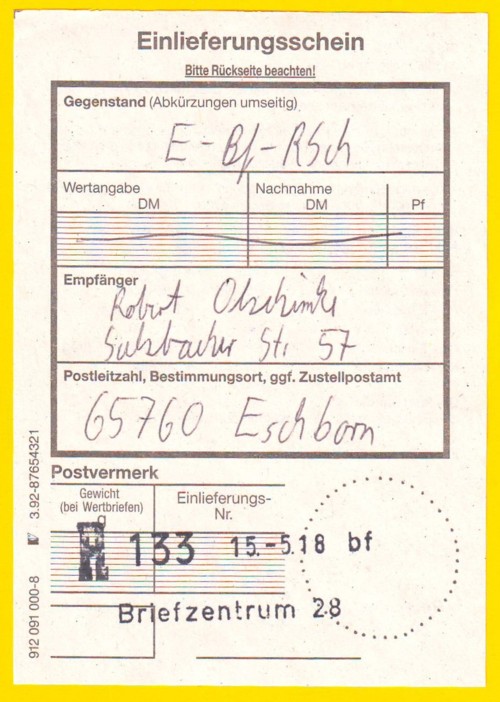 Einlieferungsschein
Bitte Rückseite beachten!
Gegenstand (Abkürzungen umseitig)
E-Bf-RSch
Wertangabe
DM
Nachnahme
DM
Pf
Empfänger
Robert Olschimke
Sulzbacher Str. 57
Postleitzahl, Bestimmungsort, ggf. Zustellpostamt
65760 Eschborn
Postvermerk
Gewicht
(bei Wertbriefen)
g
Einlieferungs-
Nr.
133 15.-5.18 bf
Briefzentrum 28
912 091 000-8 3.92-87654321